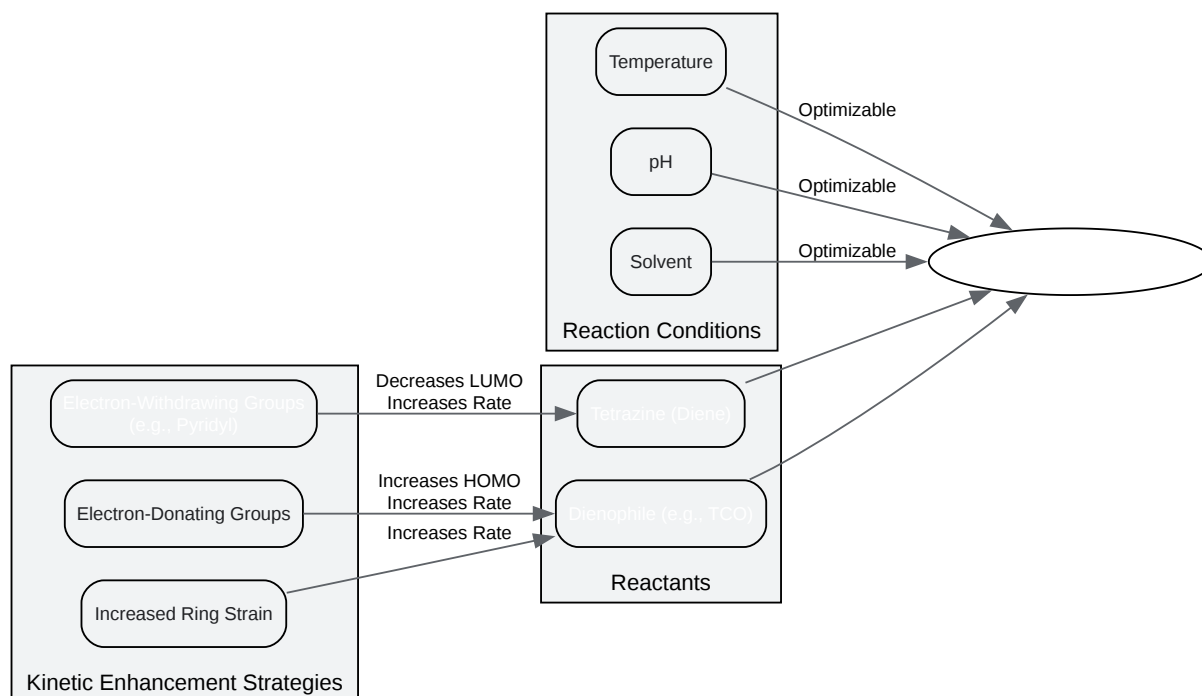 Temperature
Optimizable
pH
Optimizable
Solvent
Optimizable
Reaction Conditions
Electron-Withdrawing Groups
(e.g., Pyridyl)
Decreases LUMO
Increases Rate
Tetrazine (Diene)
Electron-Donating Groups
Increases HOMO
Increases Rate
Increases Rate
Dienophile (e.g., TCO)
Increased Ring Strain
Reactants
Kinetic Enhancement Strategies